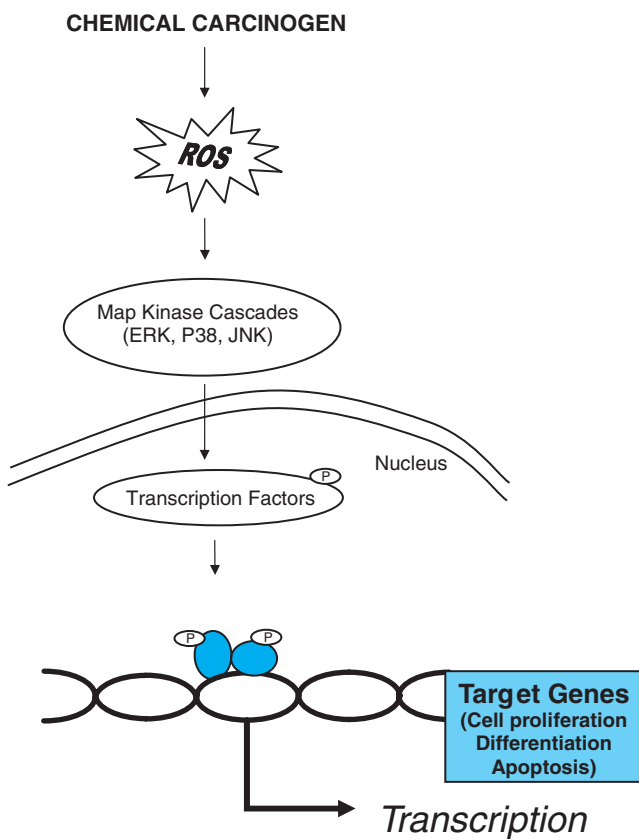 CHEMICAL CARCINOGEN
ROS
Map Kinase Cascades
(ERK, P38, JNK)
Nucleus
P
Transcription Factors
P
P
Target Genes
(Cell proliferation
Differentiation
Apoptosis)
Transcription